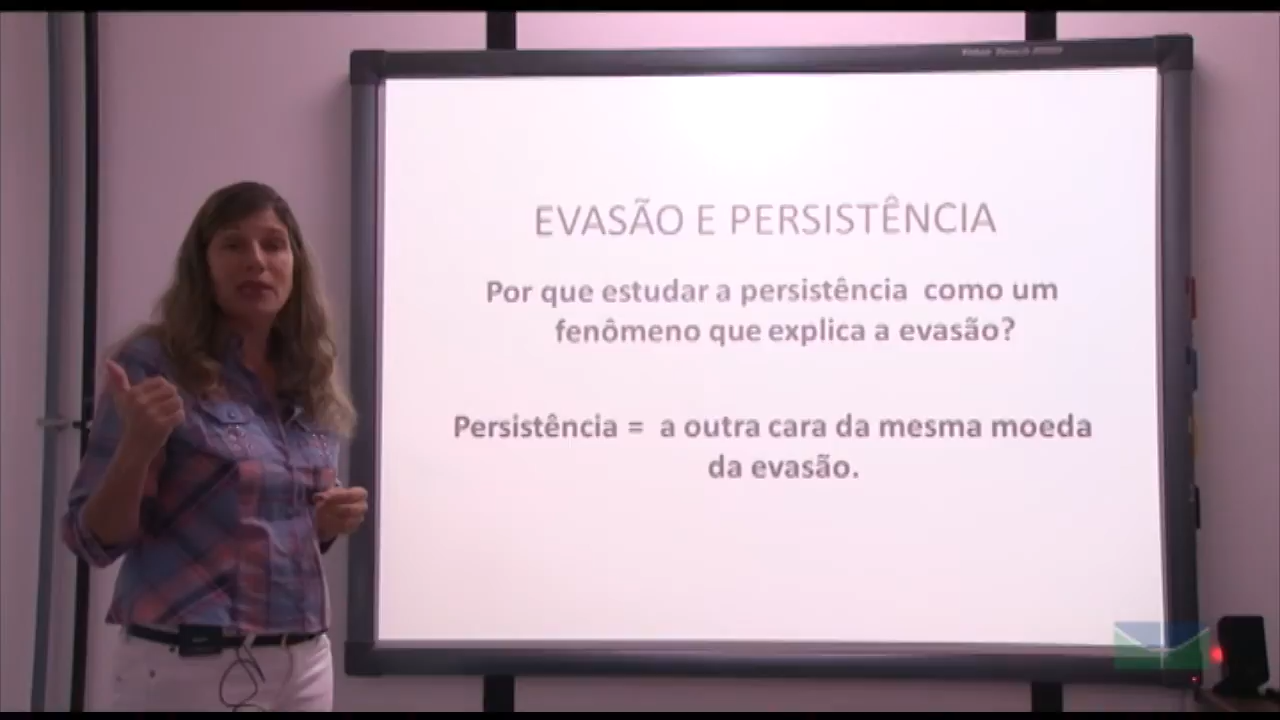 EVASÃO E PERSISTÊNCIA
Por que estudar a persistência como um
fenômeno que explica a evasão?
Persistência = a outra cara da mesma moeda
da evasão.